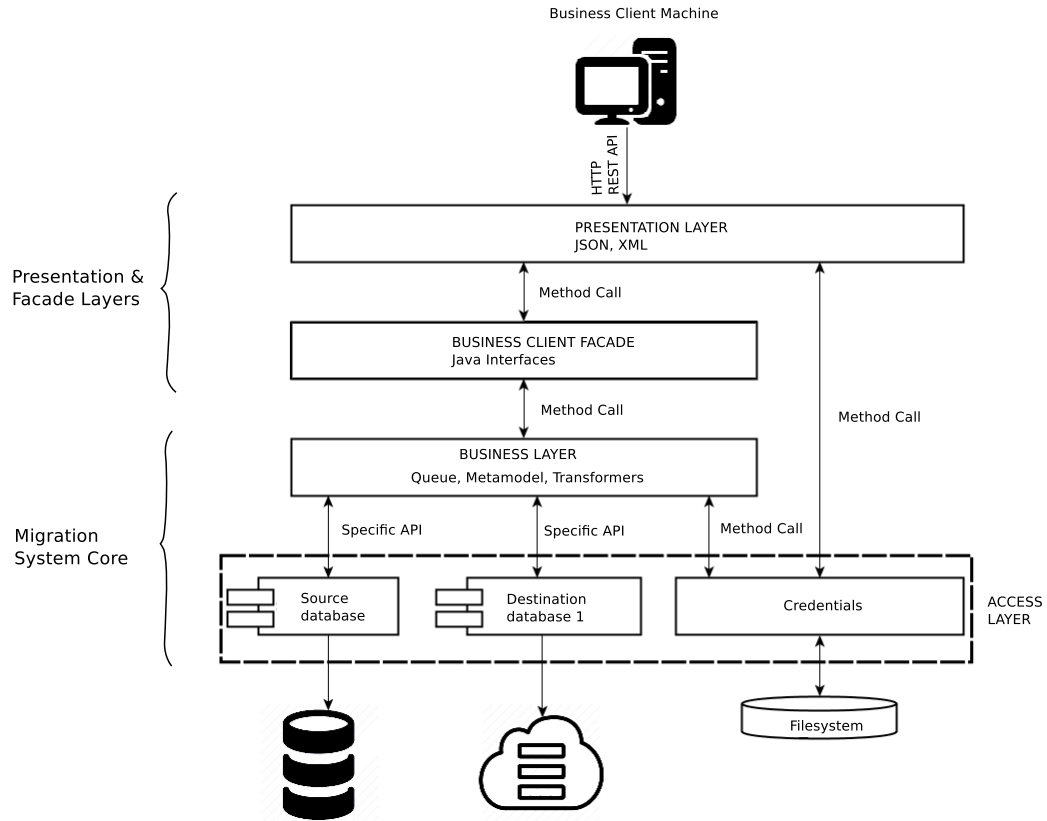 Business Client Machine
HTTP
REST API
PRESENTATION LAYER
JSON, XML
Presentation &
Facade Layers
Method Call
BUSINESS CLIENT FACADE
Java Interfaces
Method Call
Method Call
BUSINESS LAYER
Queue, Metamodel, Transformers
Migration
System Core
Specific API
Specific API
Method Call
Source
database
Destination
database 1
Credentials
ACCESS
LAYER
Filesystem